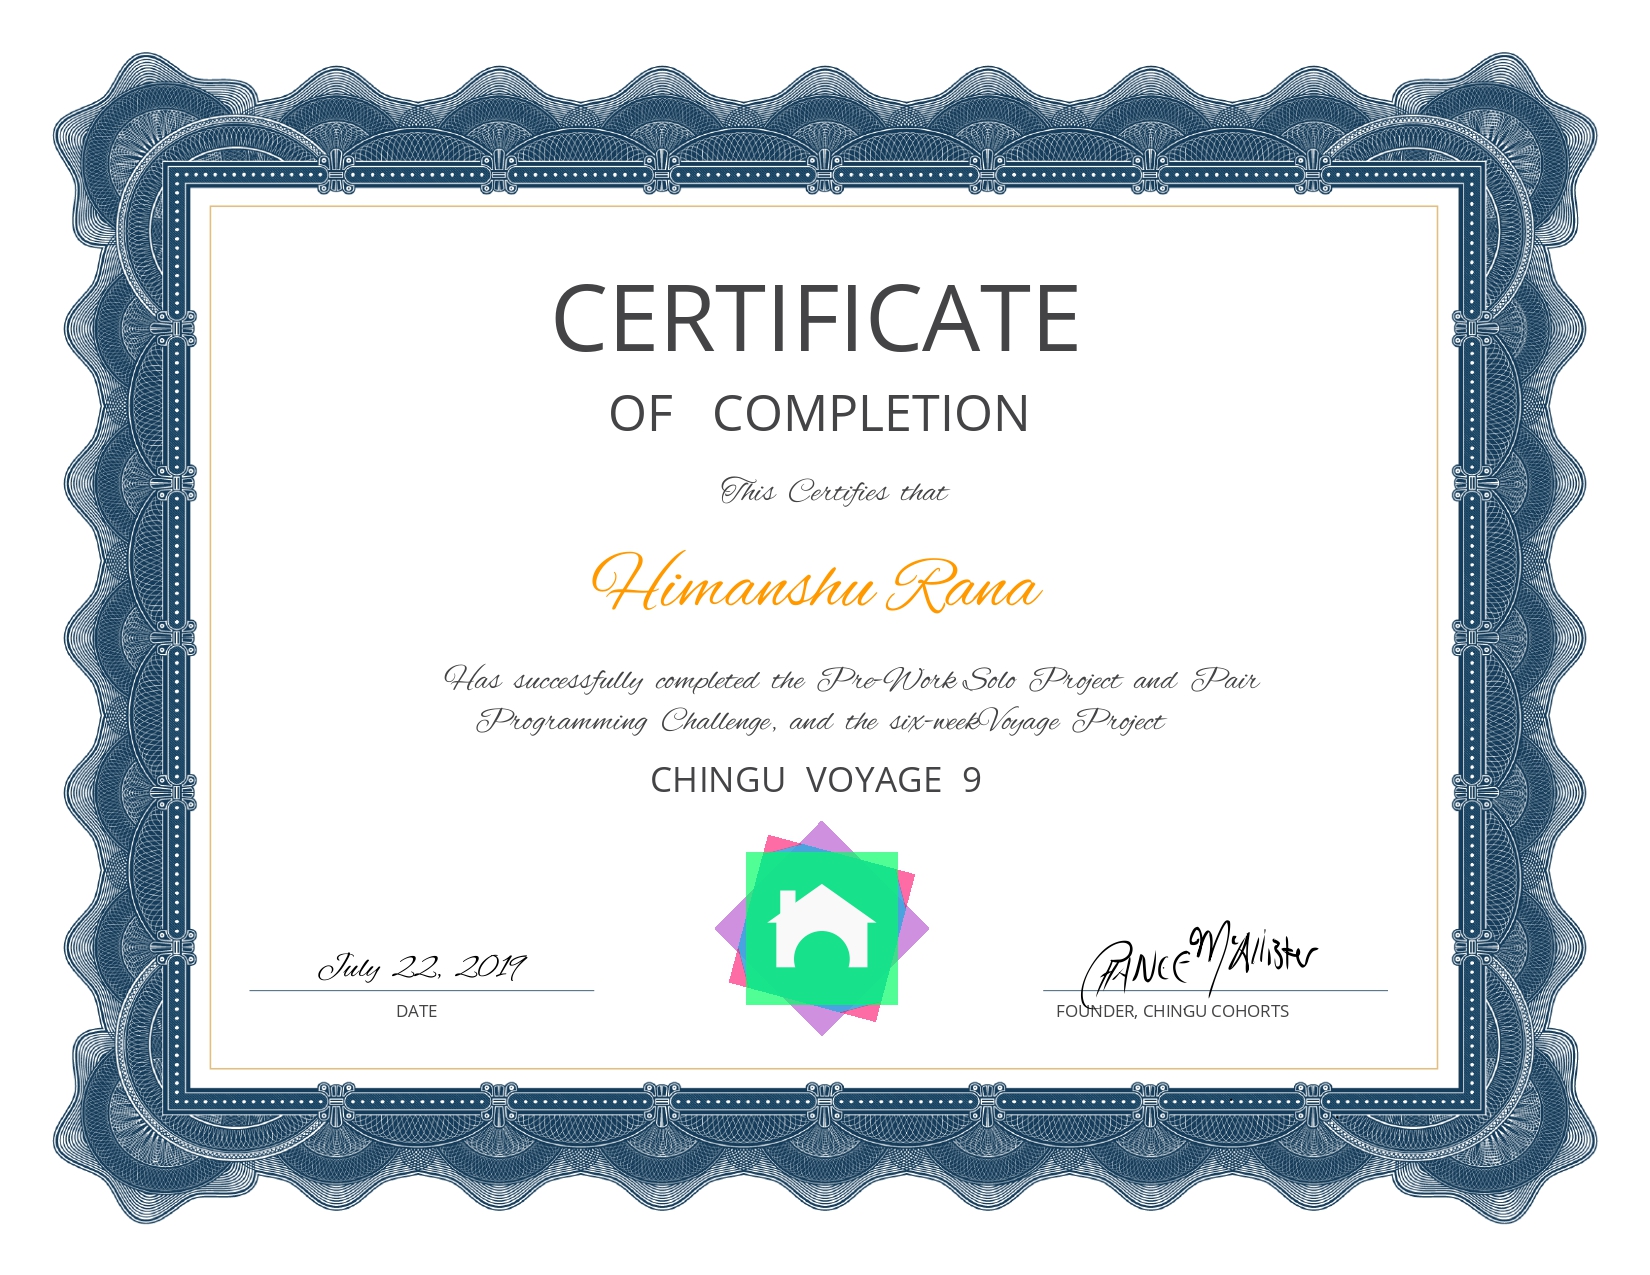 CERTIFICATE
OF COMPLETION
This Certifies that
Himanshu Rana
Has successfully completed the Pre-Work Solo Project and Pair
Programming Challenge, and the six-week Voyage Project
CHINGU VOYAGE 9
July 22, 2019
DATE
Chance McAllister
FOUNDER, CHINGU COHORTS